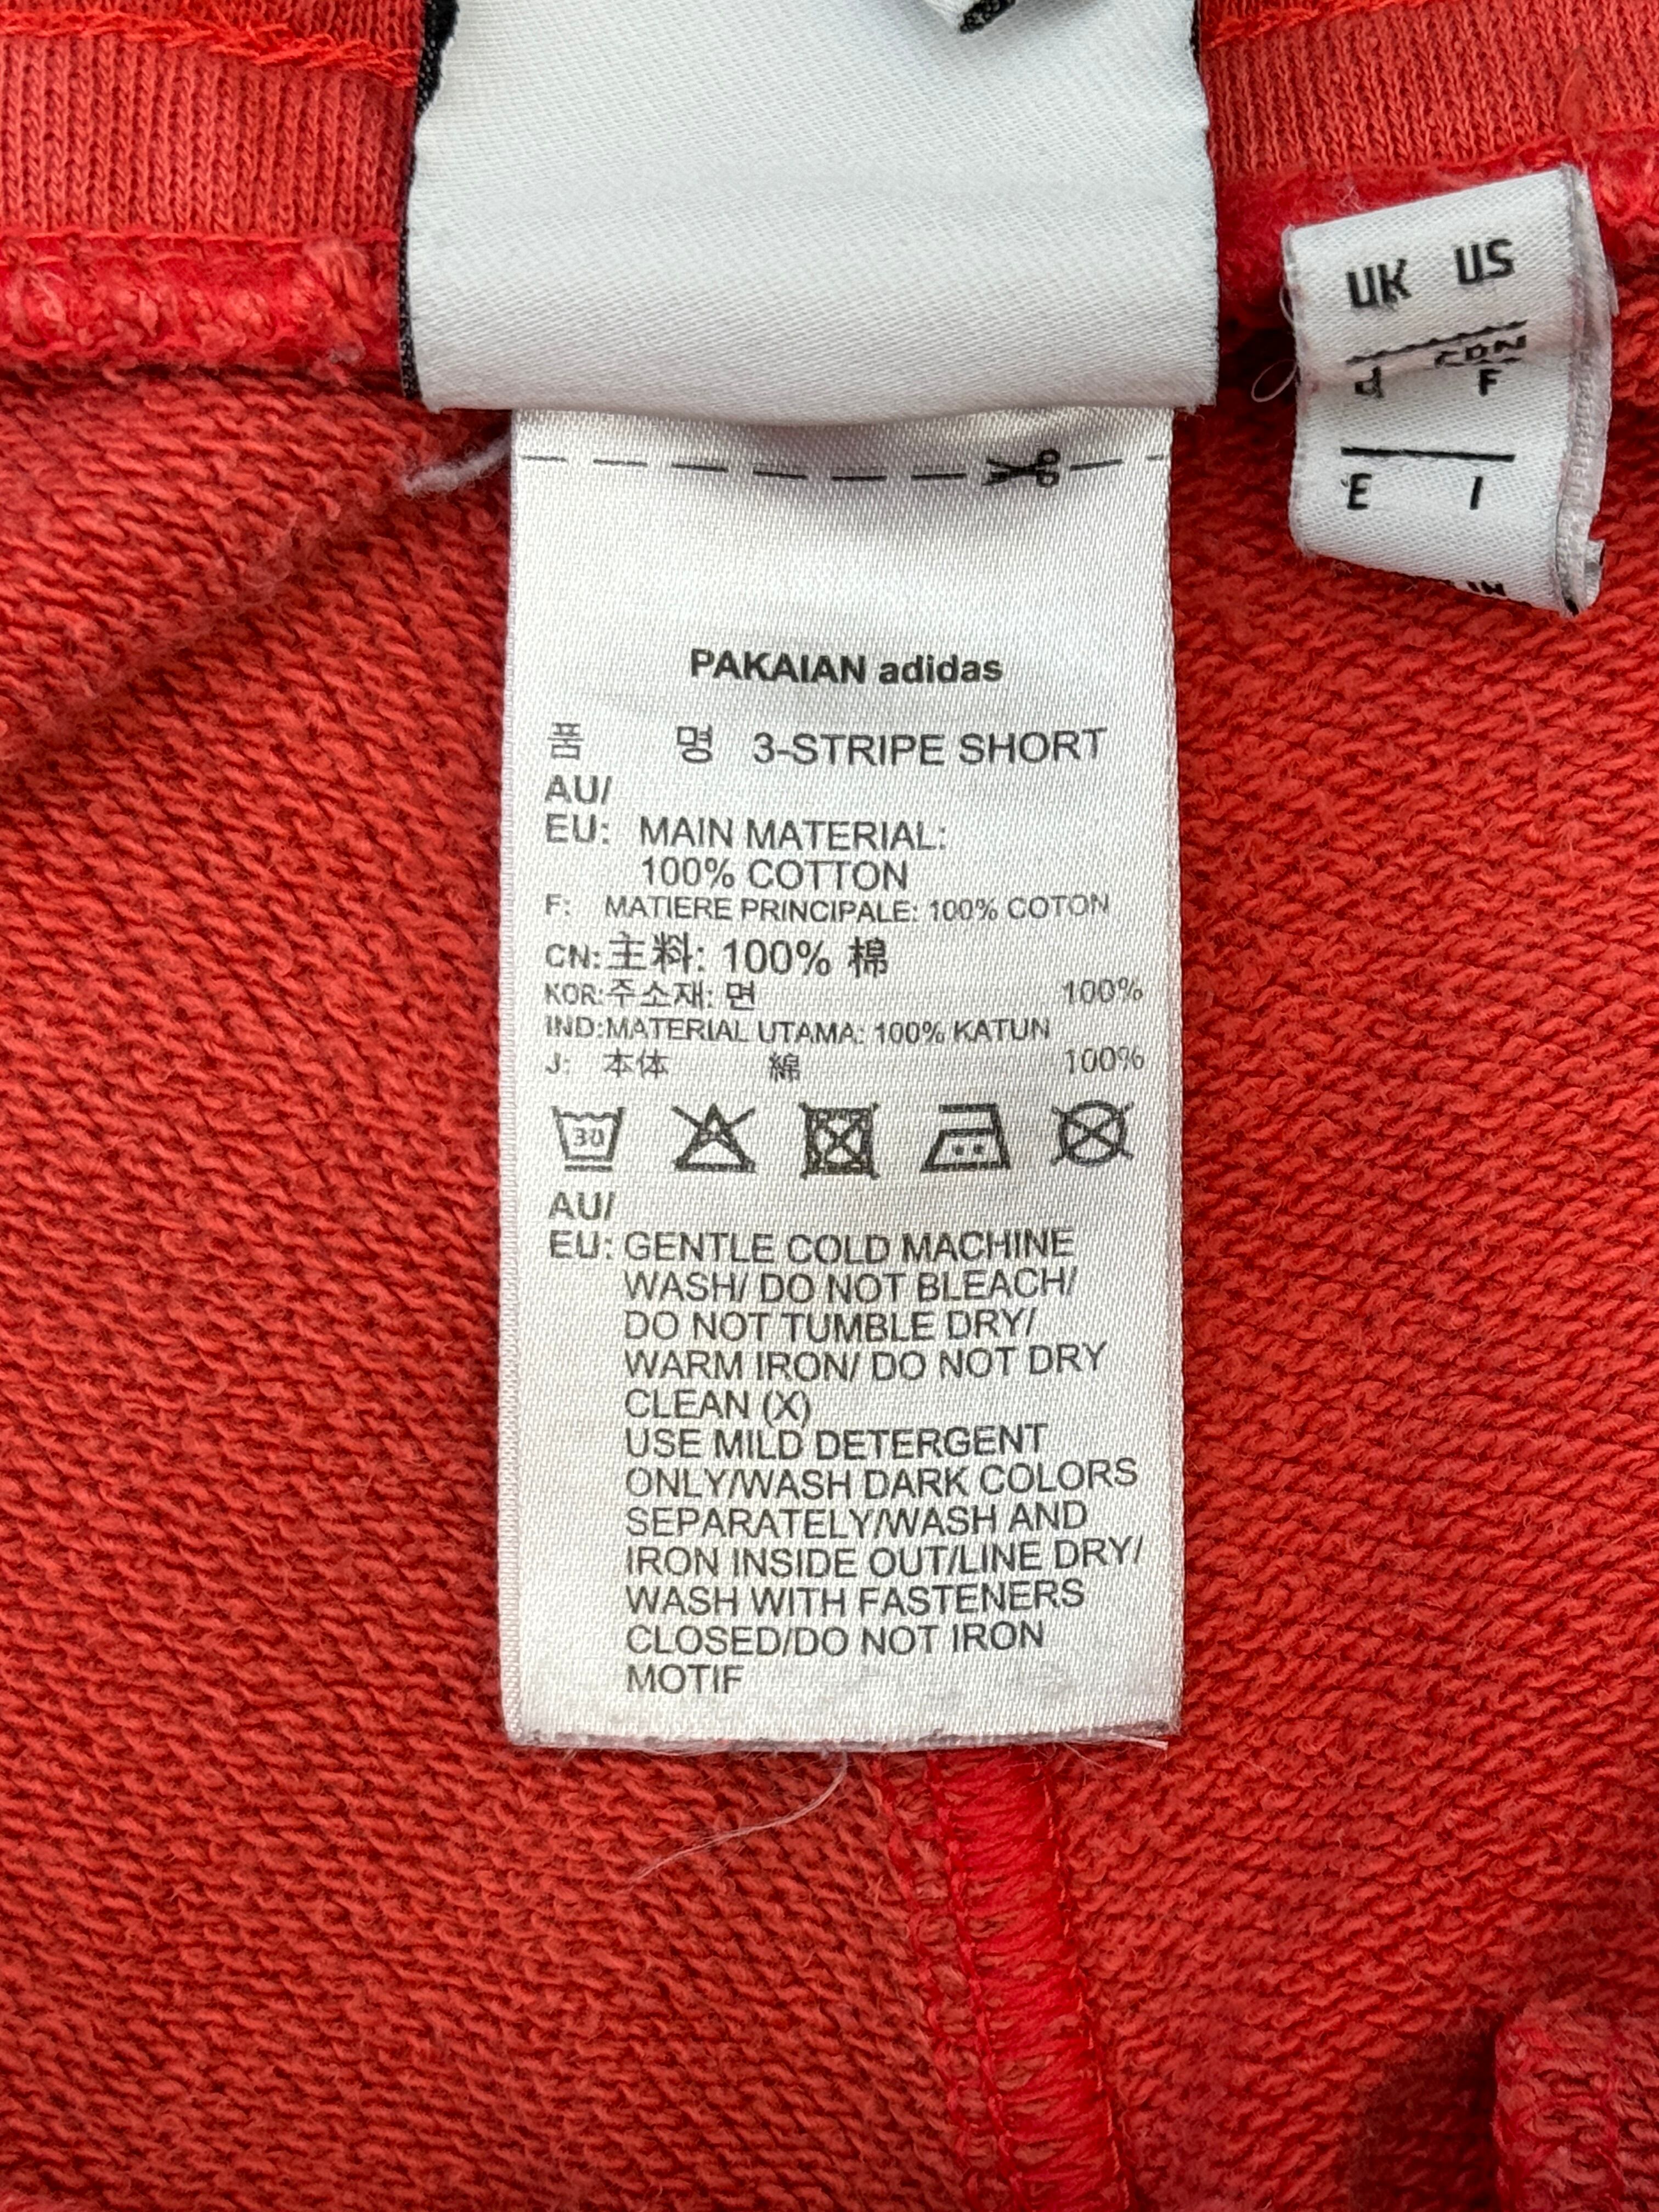 UK US
CDN
d F
E I
PAKAIAN adidas
품 명 3-STRIPE SHORT
AU/
EU: MAIN MATERIAL:
100% COTTON
F: MATIERE PRINCIPALE: 100% COTON
CN:主料: 100% 棉
KOR:주소재: 면 100%
IND:MATERIAL UTAMA: 100% KATUN
J: 本体 綿 100%
30
AU/
EU: GENTLE COLD MACHINE
WASH/ DO NOT BLEACH/
DO NOT TUMBLE DRY/
WARM IRON/ DO NOT DRY
CLEAN (X)
USE MILD DETERGENT
ONLY/WASH DARK COLORS
SEPARATELY/WASH AND
IRON INSIDE OUT/LINE DRY/
WASH WITH FASTENERS
CLOSED/DO NOT IRON
MOTIF